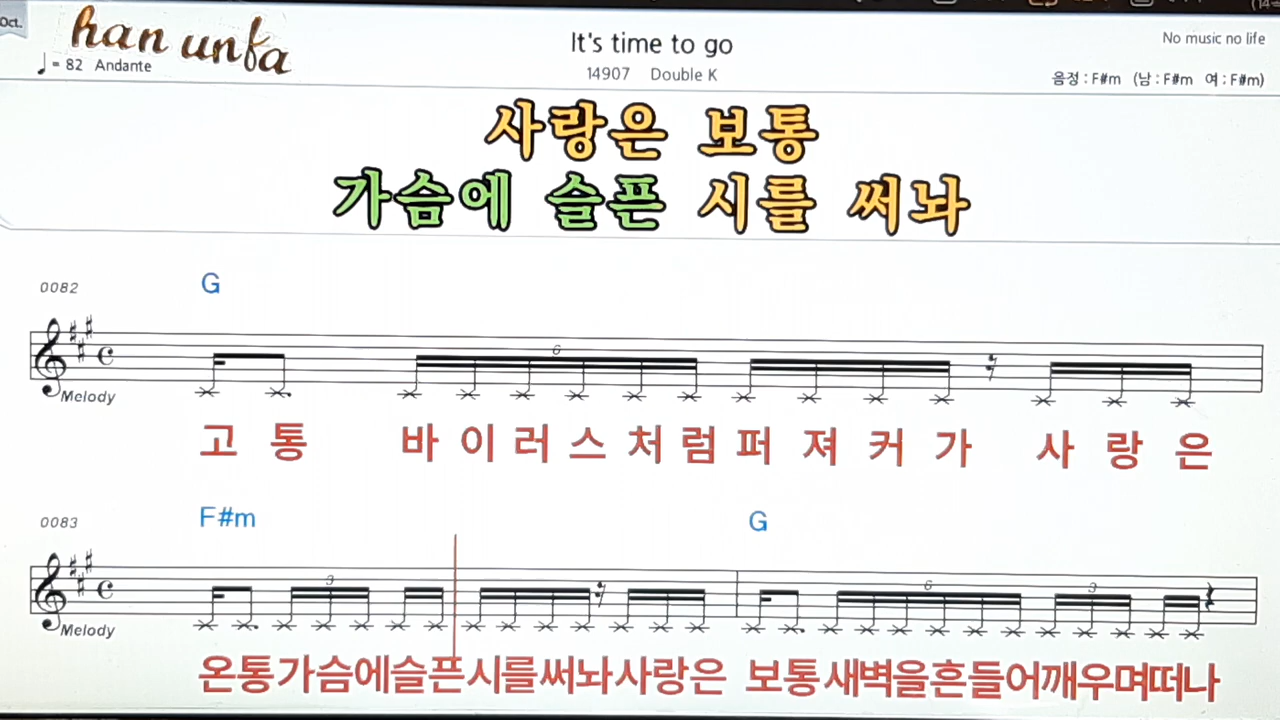 Oct.
han unfa
♩ = 82 Andante
It's time to go
14907 Double K
No music no life
음정 : F#m (남 : F#m 여 : F#m)
사랑은 보통
가슴에 슬픈 시를 써놔
0082
G
6
Melody
고 통 바 이 러 스 처 럼 퍼 져 커 가 사 랑 은
0083
F#m G
3 6 3
Melody
온통가슴에슬픈시를써놔사랑은 보통새벽을흔들어깨우며떠나